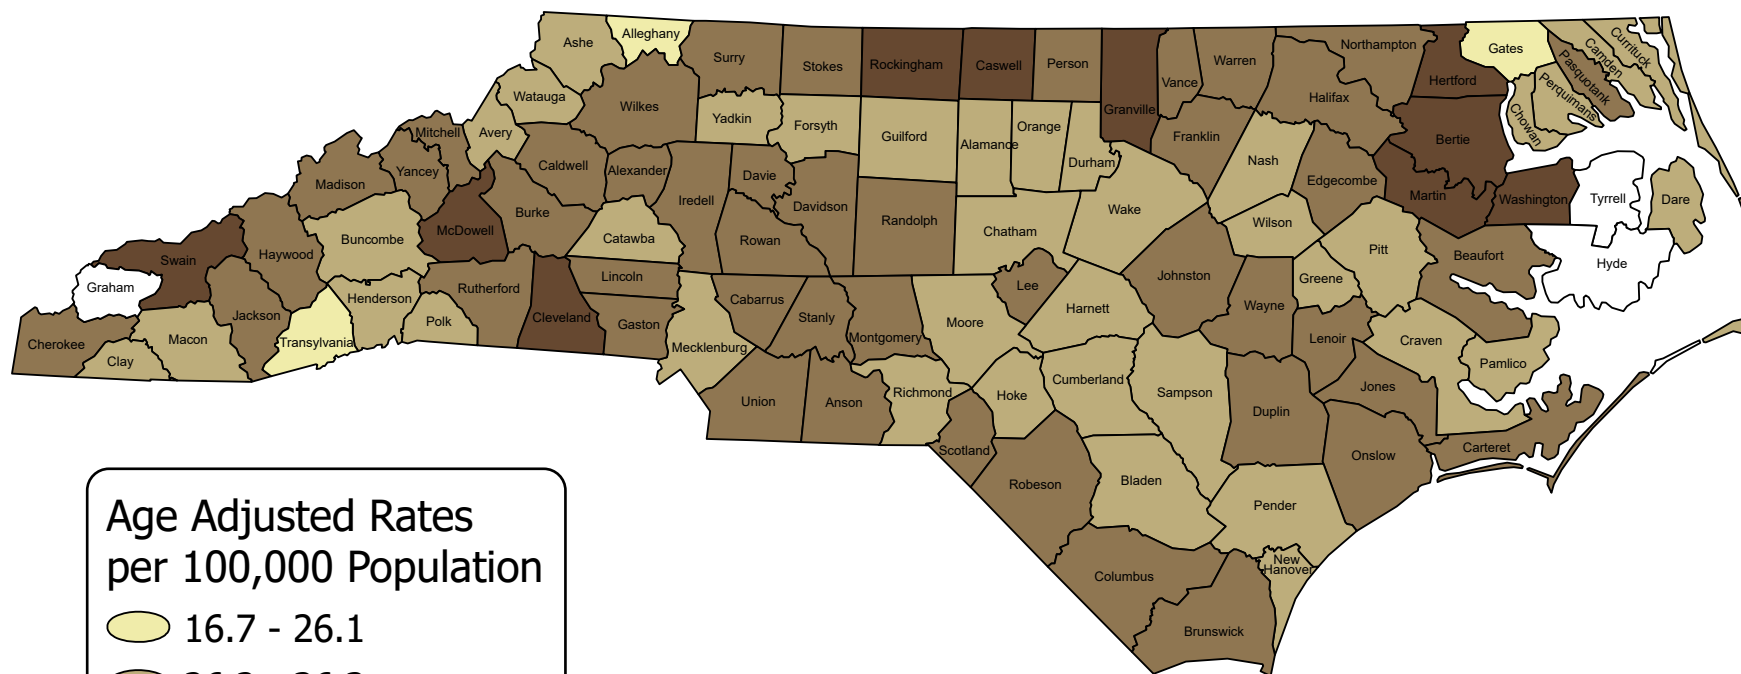 Alleghany
Ashe
Surry
Stokes
Rockingham
Caswell
Person
Granville
Vance
Warren
Northampton
Hertford
Gates
Currituck
Camden
Pasquotank
Perquimans
Chowan
Watauga
Wilkes
Yadkin
Forsyth
Guilford
Alamance
Orange
Durham
Franklin
Halifax
Nash
Bertie
Mitchell
Avery
Caldwell
Alexander
Yancey
Madison
Iredell
Davie
Davidson
Randolph
Chatham
Wake
Edgecombe
Martin
Washington
Tyrrell
Dare
Burke
McDowell
Buncombe
Haywood
Swain
Graham
Catawba
Rowan
Wilson
Pitt
Beaufort
Hyde
Lincoln
Rutherford
Henderson
Jackson
Cherokee
Clay
Macon
Transylvania
Polk
Cleveland
Gaston
Mecklenburg
Cabarrus
Stanly
Montgomery
Moore
Lee
Harnett
Johnston
Wayne
Greene
Lenoir
Craven
Pamlico
Jones
Carteret
Onslow
Duplin
Sampson
Cumberland
Hoke
Richmond
Anson
Union
Scotland
Robeson
Bladen
Pender
New
Hanover
Columbus
Brunswick
Age Adjusted Rates
per 100,000 Population
16.7 - 26.1